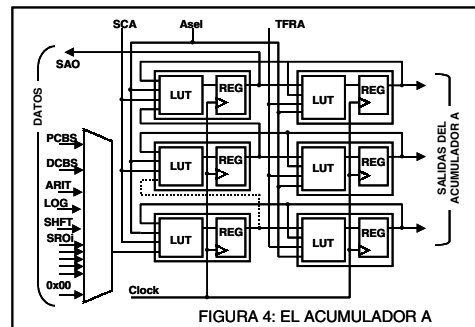 SCA Asel TFRA
SAO
DATOS
PCBS
DCBS
ARIT
LOG
SHFT
SROi
0x00
LUT REG LUT REG
LUT REG LUT REG
LUT REG LUT REG
SALIDAS DEL
ACUMULADOR A
Clock
FIGURA 4: EL ACUMULADOR A